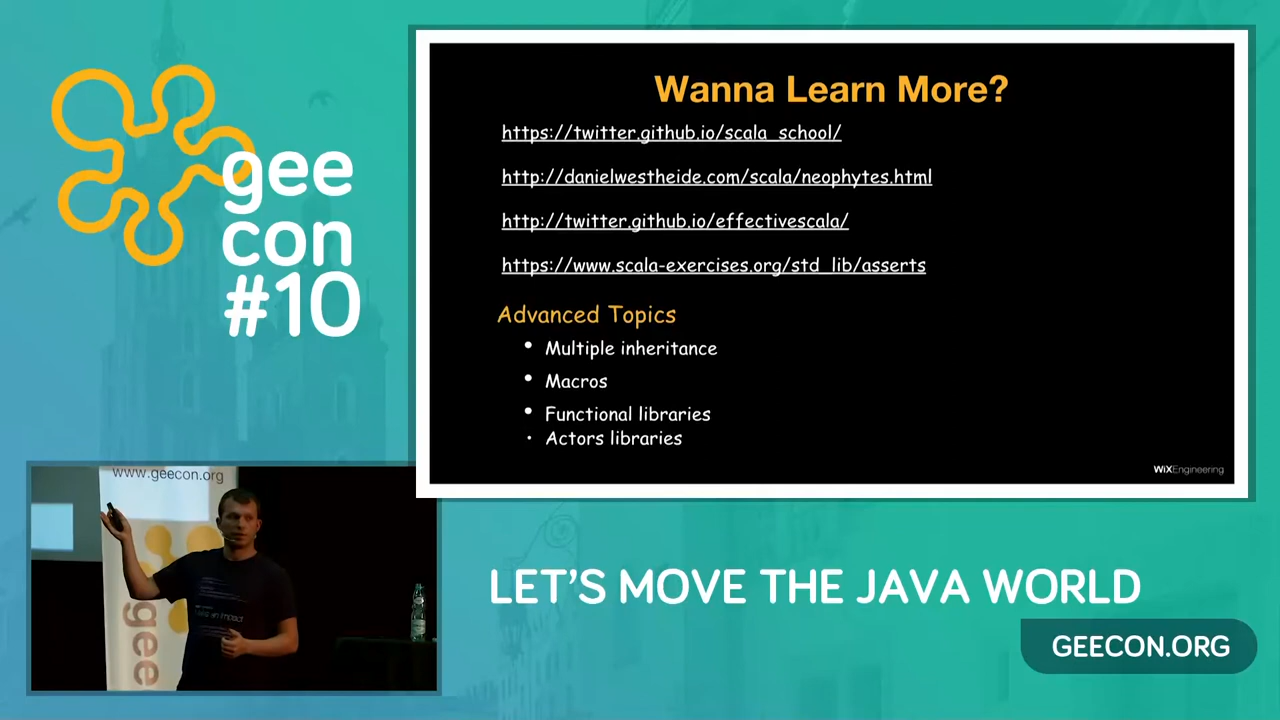 gee
con
#10
Wanna Learn More?
https://twitter.github.io/scala_school/
http://danielwestheide.com/scala/neophytes.html
http://twitter.github.io/effectivescala/
https://www.scala-exercises.org/std_lib/asserts
Advanced Topics
• Multiple inheritance
• Macros
• Functional libraries
• Actors libraries
WiXEngineering
www.geecon.org
gee
LET'S MOVE THE JAVA WORLD
GEECON.ORG